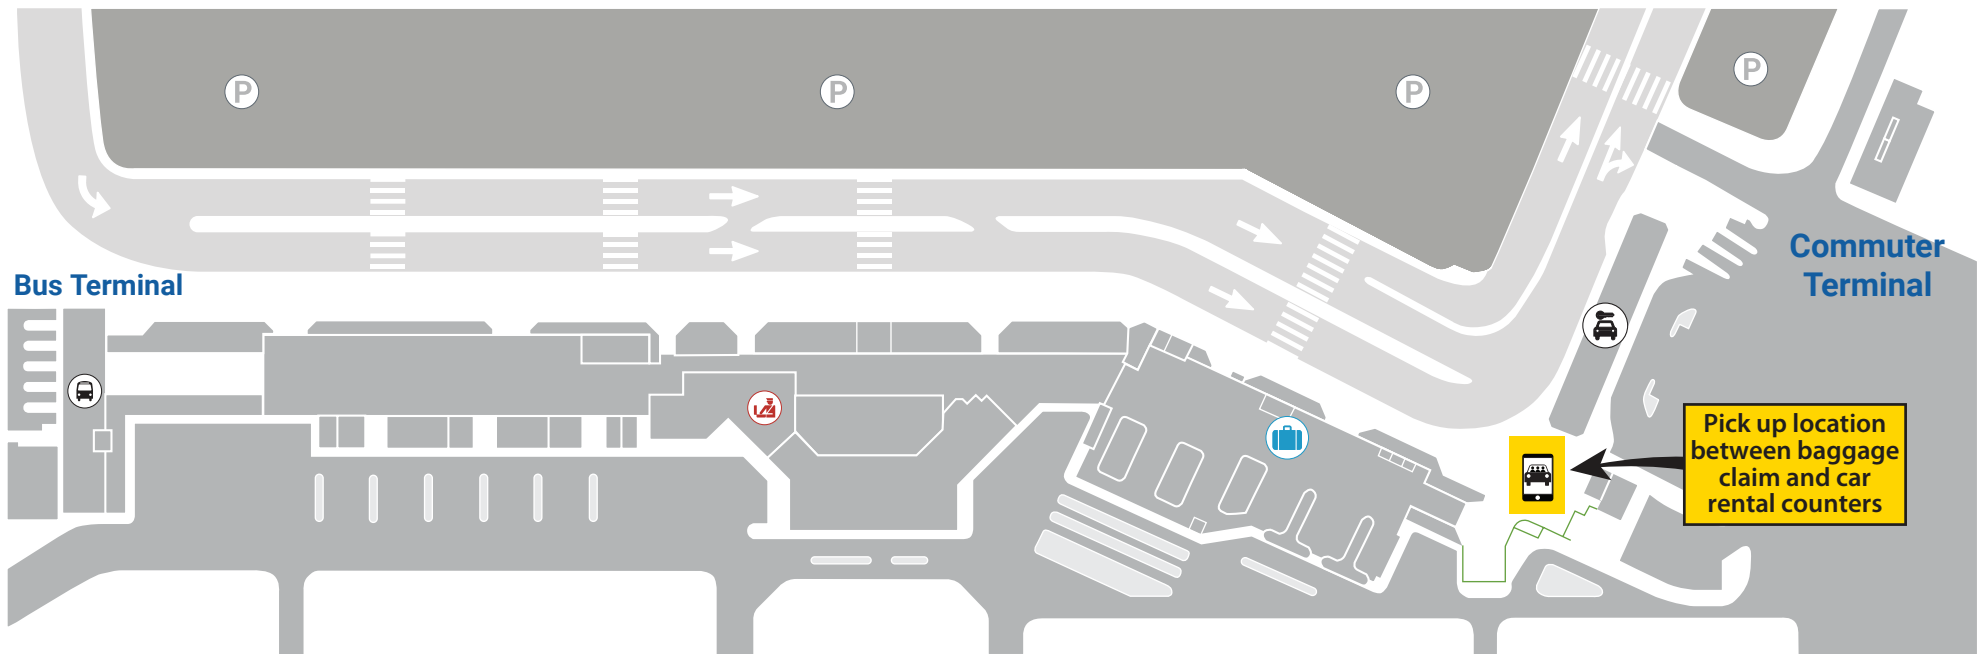 P
P
P
P
Bus Terminal
Commuter
Terminal
Pick up location
between baggage
claim and car
rental counters